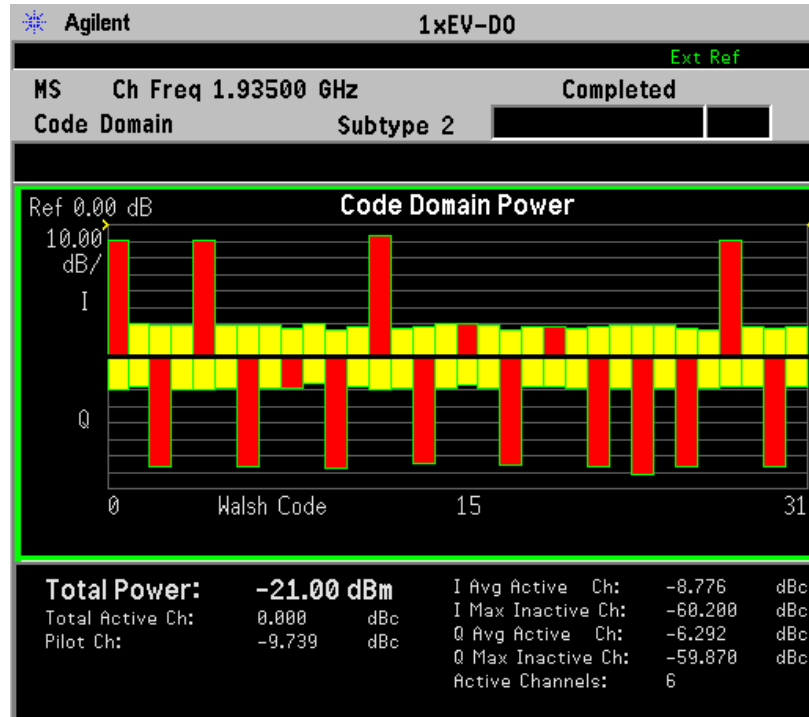 Agilent 1xEV-DO
Ext Ref
MS Ch Freq 1.93500 GHz Completed
Code Domain Subtype 2
Ref 0.00 dB Code Domain Power
10.00
dB/
I
Q
0 Walsh Code 15 31
Total Power: -21.00 dBm
Total Active Ch: 0.000 dBc
Pilot Ch: -9.739 dBc
I Avg Active Ch: -8.776 dBc
I Max Inactive Ch: -60.200 dBc
Q Avg Active Ch: -6.292 dBc
Q Max Inactive Ch: -59.870 dBc
Active Channels: 6